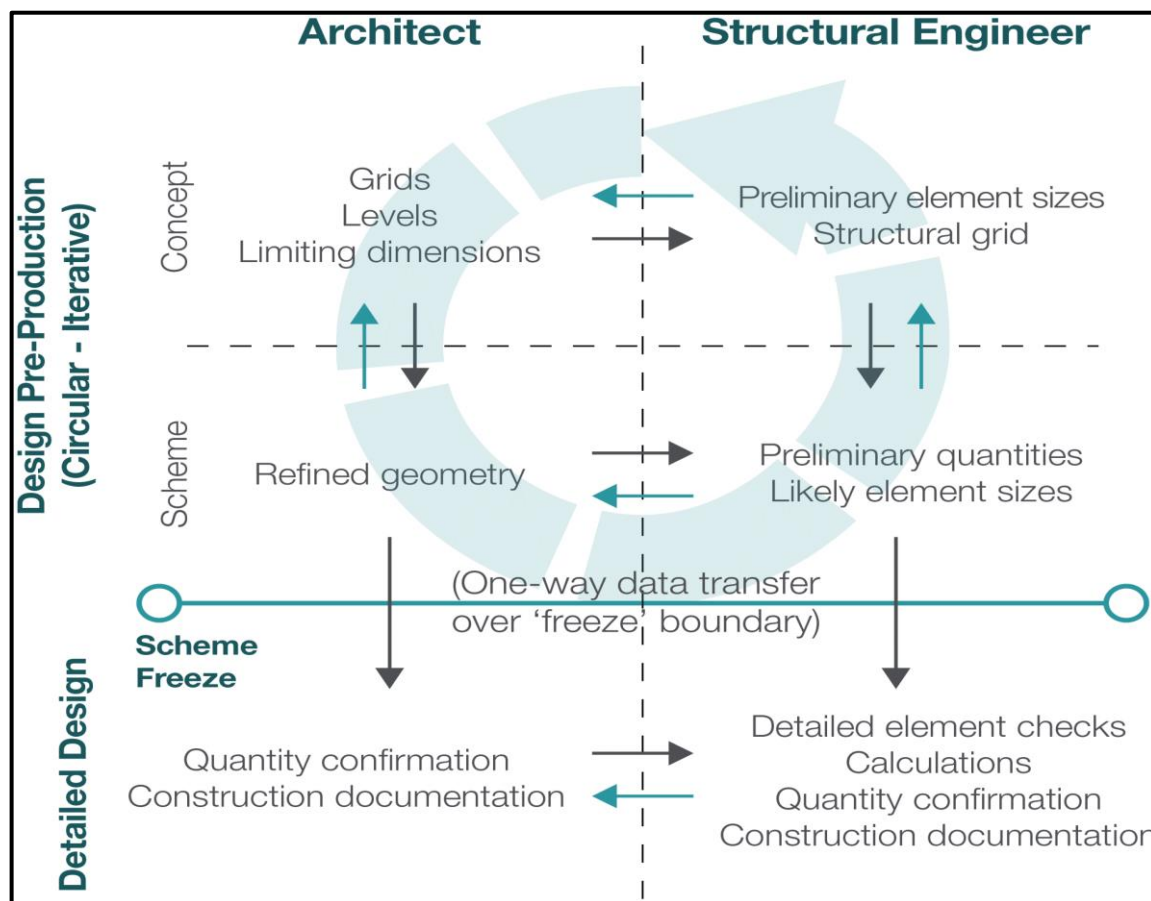 Architect
Structural Engineer
Design Pre-Production
(Circular - Iterative)
Concept
Grids
Levels
Limiting dimensions
Preliminary element sizes
Structural grid
Scheme
Refined geometry
Preliminary quantities
Likely element sizes
(One-way data transfer
over ‘freeze’ boundary)
Scheme
Freeze
Detailed Design
Quantity confirmation
Construction documentation
Detailed element checks
Calculations
Quantity confirmation
Construction documentation